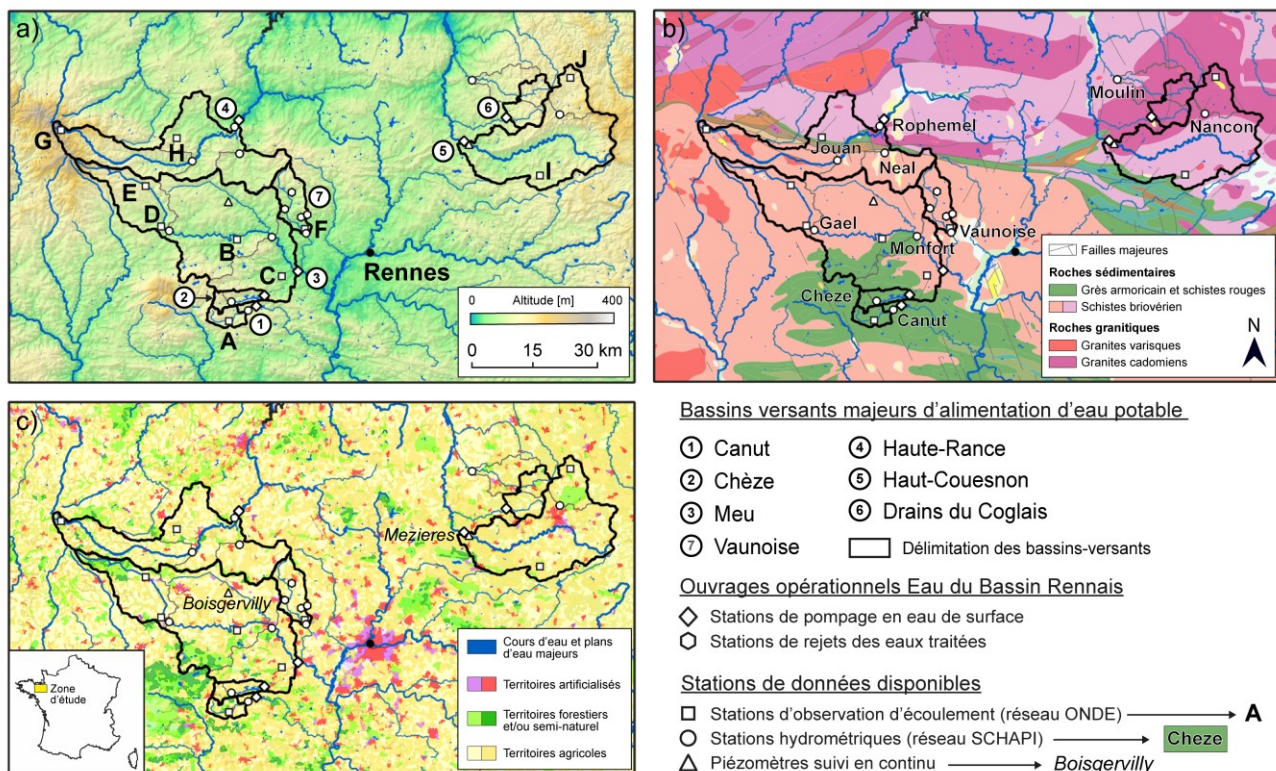 a)
J
6
4
G
5
H
I
E
7
D
F
B
Rennes
C
3
2
1
A
0 Altitude [m] 400
0 15 30 km
b)
Moulin
Nancon
Rophemel
Jouan
Neal
Gael
Vaunoise
Monfort
Cheze
Canut
Failles majeures
Roches sédimentaires
Grès armoricain et schistes rouges
Schistes briovérien
Roches granitiques
Granites varisques
Granites cadomiens
N
c)
Mezieres
Boisgervilly
Zone
d'étude
Cours d'eau et plans
d'eau majeurs
Territoires artificialisés
Territoires forestiers
et/ou semi-naturel
Territoires agricoles
Bassins versants majeurs d'alimentation d'eau potable
1 Canut
2 Chèze
3 Meu
7 Vaunoise
4 Haute-Rance
5 Haut-Couesnon
6 Drains du Coglais
Délimitation des bassins-versants
Ouvrages opérationnels Eau du Bassin Rennais
Stations de pompage en eau de surface
Stations de rejets des eaux traitées
Stations de données disponibles
Stations d'observation d'écoulement (réseau ONDE) A
Stations hydrométriques (réseau SCHAPI) Cheze
Piézomètres suivi en continu Boisgervilly